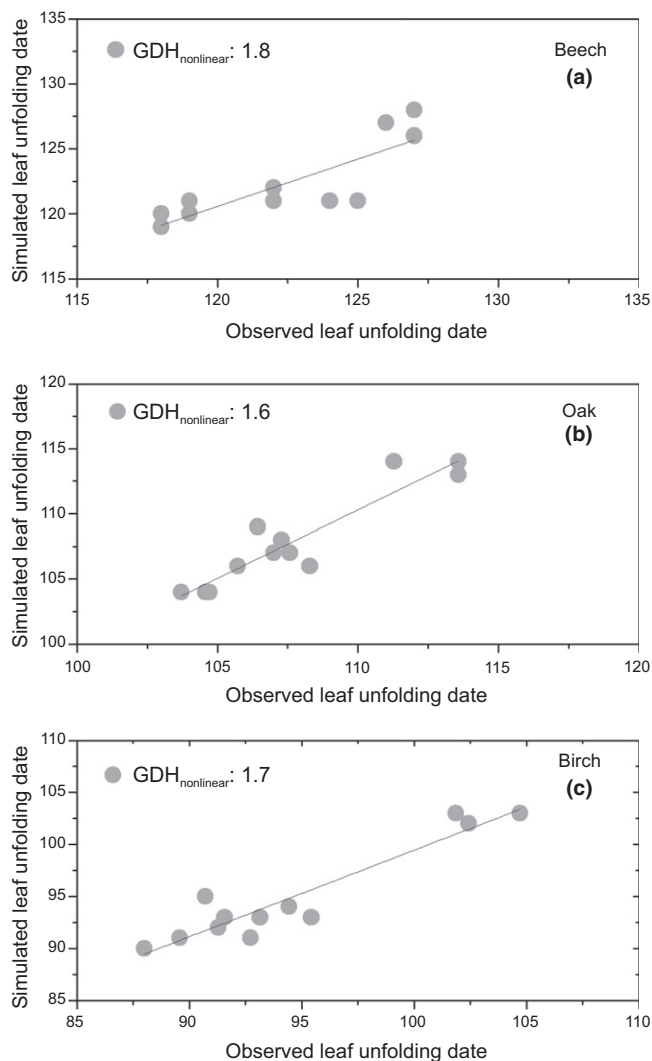 135
GDHnonlinear: 1.8
Beech
(a)
130
125
120
115
Simulated leaf unfolding date
115 120 125 130 135
Observed leaf unfolding date
120
GDHnonlinear: 1.6
Oak
(b)
115
110
105
100
Simulated leaf unfolding date
100 105 110 115 120
Observed leaf unfolding date
110
GDHnonlinear: 1.7
Birch
(c)
105
100
95
90
85
Simulated leaf unfolding date
85 90 95 100 105 110
Observed leaf unfolding date